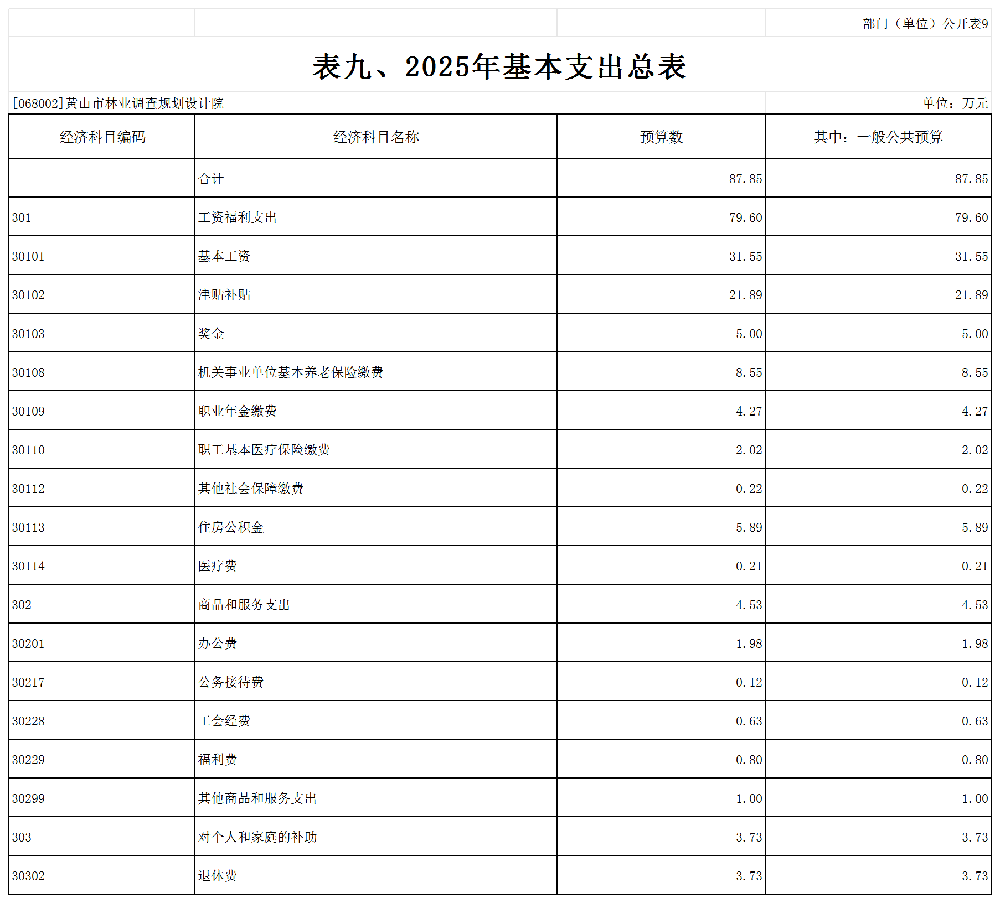 部门（单位）公开表9
表九、2025年基本支出总表
[068002]黄山市林业调查规划设计院 单位：万元
经济科目编码 经济科目名称 预算数 其中：一般公共预算
合计 87.85 87.85
301 工资福利支出 79.60 79.60
30101 基本工资 31.55 31.55
30102 津贴补贴 21.89 21.89
30103 奖金 5.00 5.00
30108 机关事业单位基本养老保险缴费 8.55 8.55
30109 职业年金缴费 4.27 4.27
30110 职工基本医疗保险缴费 2.02 2.02
30112 其他社会保障缴费 0.22 0.22
30113 住房公积金 5.89 5.89
30114 医疗费 0.21 0.21
302 商品和服务支出 4.53 4.53
30201 办公费 1.98 1.98
30217 公务接待费 0.12 0.12
30228 工会经费 0.63 0.63
30229 福利费 0.80 0.80
30299 其他商品和服务支出 1.00 1.00
303 对个人和家庭的补助 3.73 3.73
30302 退休费 3.73 3.73